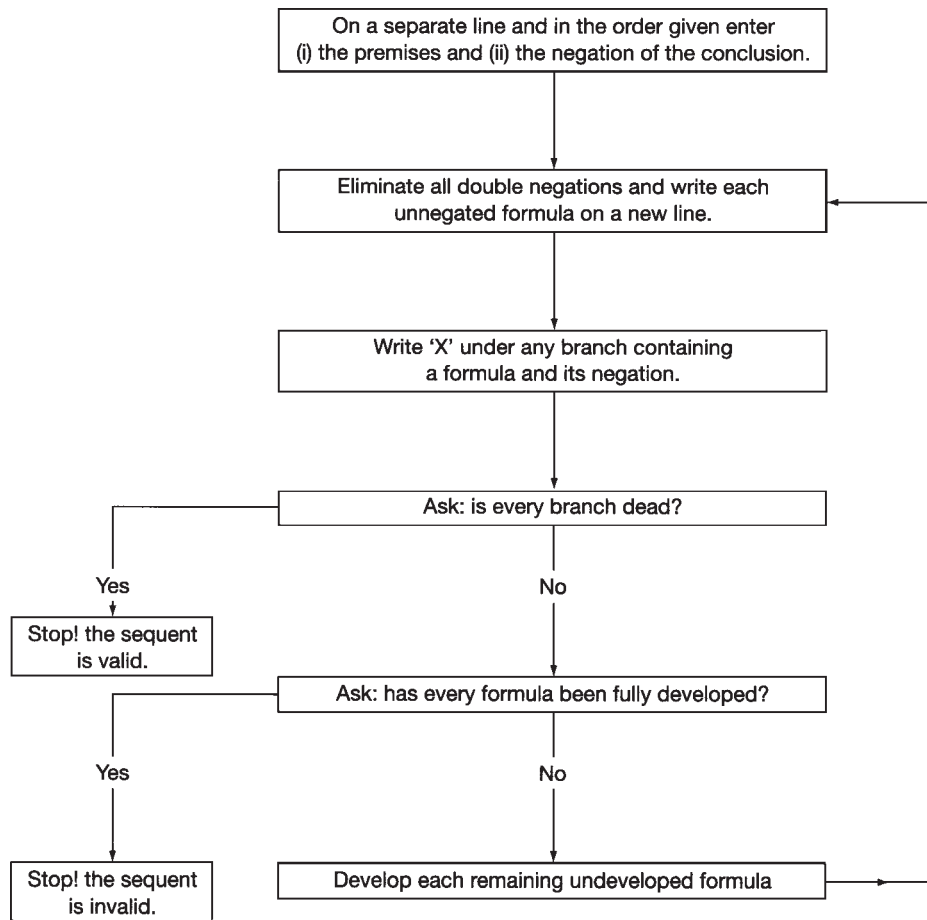 On a separate line and in the order given enter
(i) the premises and (ii) the negation of the conclusion.
Eliminate all double negations and write each
unnegated formula on a new line.
Write ‘X’ under any branch containing
a formula and its negation.
Ask: is every branch dead?
Yes
No
Stop! the sequent
is valid.
Ask: has every formula been fully developed?
Yes
No
Stop! the sequent
is invalid.
Develop each remaining undeveloped formula